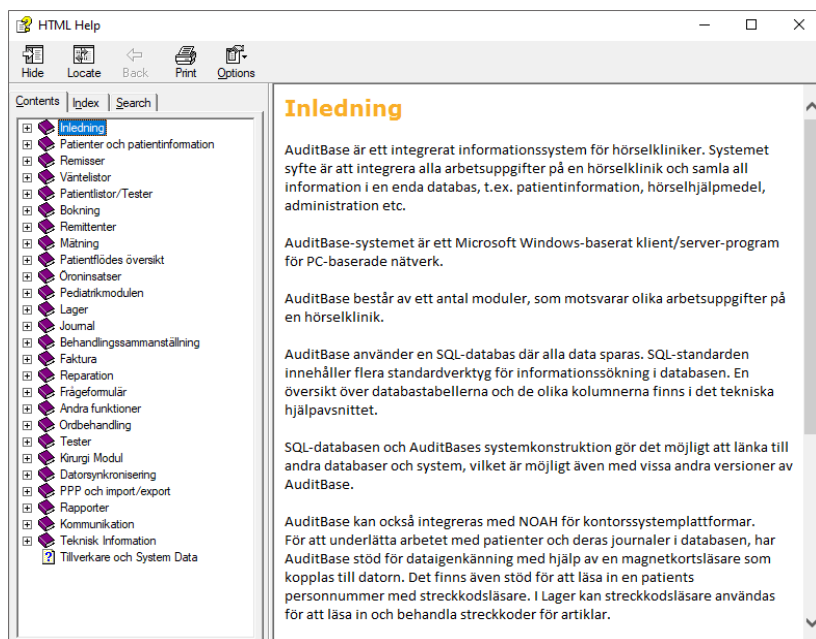 HTML Help
Hide Locate Back Print Options
Contents Index Search
Inledning
Patienter och patientinformation
Remisser
Väntelistor
Patientlistor/Tester
Bokning
Remittenter
Mätning
Patientflödes översikt
Öroninsatser
Pediatrikmodulen
Lager
Journal
Behandlingssammanställning
Faktura
Reparation
Frågeformulär
Andra funktioner
Ordbehandling
Tester
Kirurgi Modul
Datorsynkronisering
PPP och import/export
Rapporter
Kommunikation
Teknisk Information
Tillverkare och System Data
Inledning
AuditBase är ett integrerat informationssystem för hörselkliniker. Systemet
syfte är att integrera alla arbetsuppgifter på en hörselklinik och samla all
information i en enda databas, t.ex. patientinformation, hörselhjälpmedel,
administration etc.
AuditBase-systemet är ett Microsoft Windows-baserat klient/server-program
för PC-baserade nätverk.
AuditBase består av ett antal moduler, som motsvarar olika arbetsuppgifter på
en hörselklinik.
AuditBase använder en SQL-databas där alla data sparas. SQL-standarden
innehåller flera standardverktyg för informationssökning i databasen. En
översikt över databastabellerna och de olika kolumnerna finns i det tekniska
hjälpavsnittet.
SQL-databasen och AuditBases systemkonstruktion gör det möjligt att länka till
andra databaser och system, vilket är möjligt även med vissa andra versioner av
AuditBase.
AuditBase kan också integreras med NOAH för kontorssystemplattformar.
För att underlätta arbetet med patienter och deras journaler i databasen, har
AuditBase stöd för dataigenkänning med hjälp av en magnetkortsläsare som
kopplas till datorn. Det finns även stöd för att läsa in en patients
personnummer med streckkodsläsare. I Lager kan streckkodsläsare användas
för att läsa in och behandla streckkoder för artiklar.